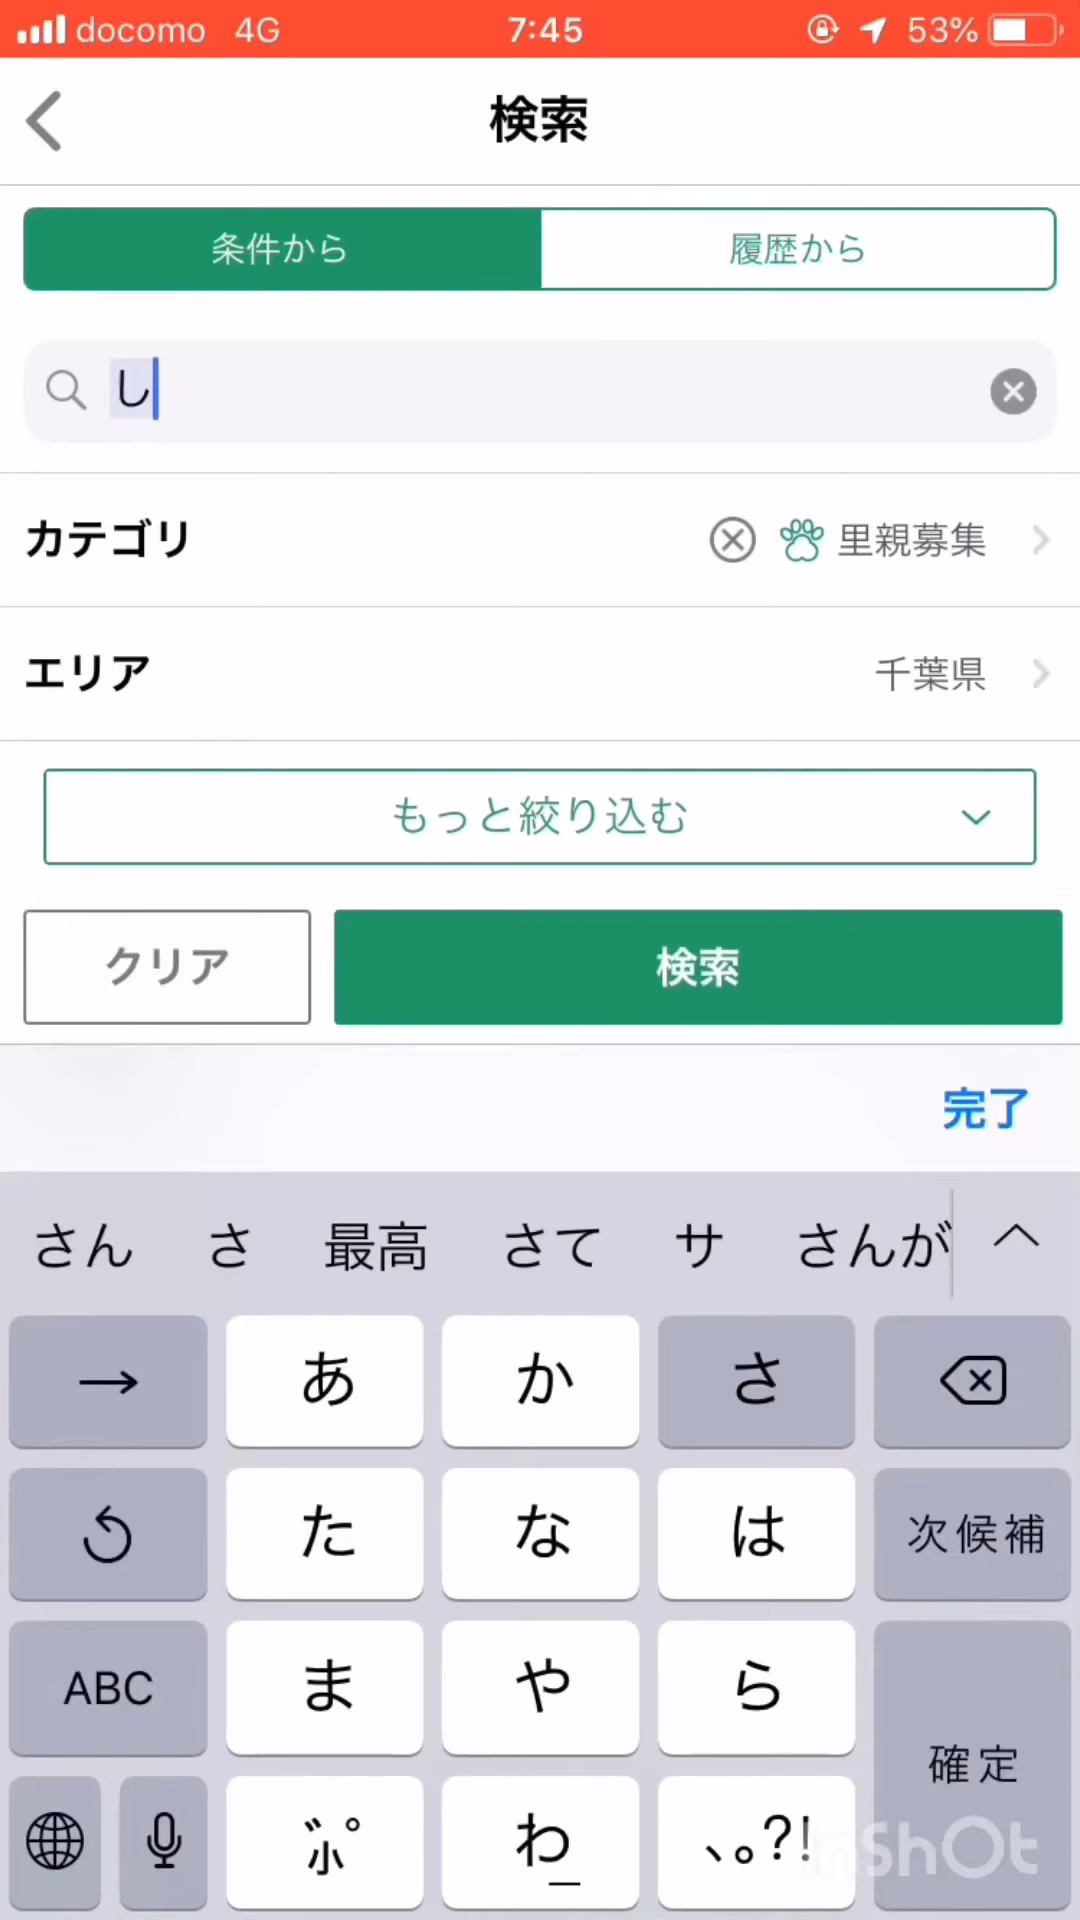 docomo 4G 7:45 53%
検索
条件から 履歴から
し
カテゴリ 里親募集
エリア 千葉県
もっと絞り込む
クリア 検索
完了
さん さ 最高 さて サ さんが
→ あ か さ
た な は 次候補
ABC ま や ら 確定
小゛゜ わ_ 、。?!
InShOt